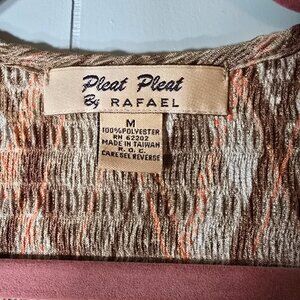 Pleat Pleat
By RAFAEL
M
100% POLYESTER
RN 62202
MADE IN TAIWAN
R. O. C.
CARE SEE REVERSE